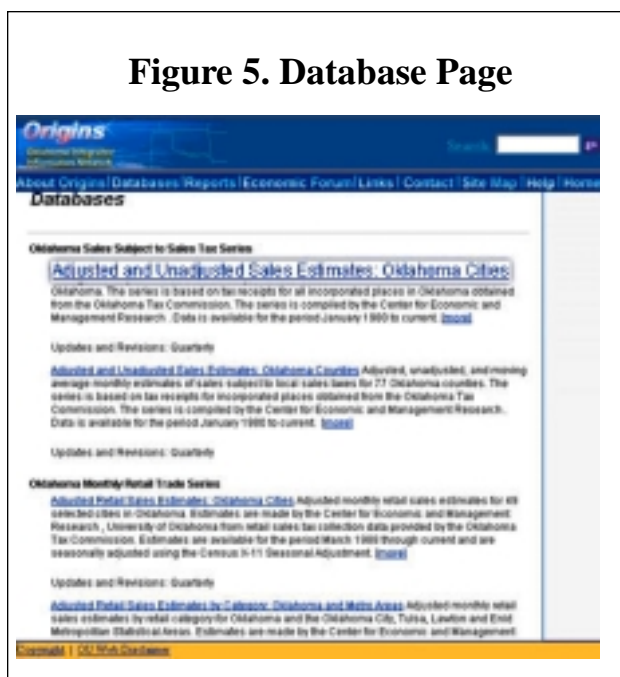 Figure 5. Database Page
Origins
Oklahoma Integrated
Information Network
Search
About Origins|Databases|Reports|Economic Forum|Links|Contact|Site Map|Help|Home
Databases
Oklahoma Sales Subject to Sales Tax Series
Adjusted and Unadjusted Sales Estimates: Oklahoma Cities
Oklahoma. The series is based on tax receipts for all incorporated places in Oklahoma obtained
from the Oklahoma Tax Commission. The series is compiled by the Center for Economic and
Management Research. Data is available for the period January 1980 to current. [more]
Updates and Revisions: Quarterly
Adjusted and Unadjusted Sales Estimates: Oklahoma Counties Adjusted, unadjusted, and moving
average monthly estimates of sales subject to local sales taxes for 77 Oklahoma counties. The
series is based on tax receipts for incorporated places obtained from the Oklahoma Tax
Commission. The series is compiled by the Center for Economic and Management Research.
Data is available for the period January 1980 to current. [more]
Updates and Revisions: Quarterly
Oklahoma Monthly Retail Trade Series
Adjusted Retail Sales Estimates: Oklahoma Cities Adjusted monthly retail sales estimates for
selected cities in Oklahoma. Estimates are made by the Center for Economic and Management
Research, University of Oklahoma from retail sales tax collection data provided by the Oklahoma
Tax Commission. Estimates are available for the period March 1980 through current and are
seasonally adjusted using the Census X-11 Seasonal Adjustment. [more]
Updates and Revisions: Quarterly
Adjusted Retail Sales Estimates by Category: Oklahoma and Metro Areas Adjusted monthly retail
sales estimates by retail category for Oklahoma and the Oklahoma City, Tulsa, Lawton and Enid
Metropolitan Statistical Areas. Estimates are made by the Center for Economic and Management
Copyright | OU Web Disclaimer